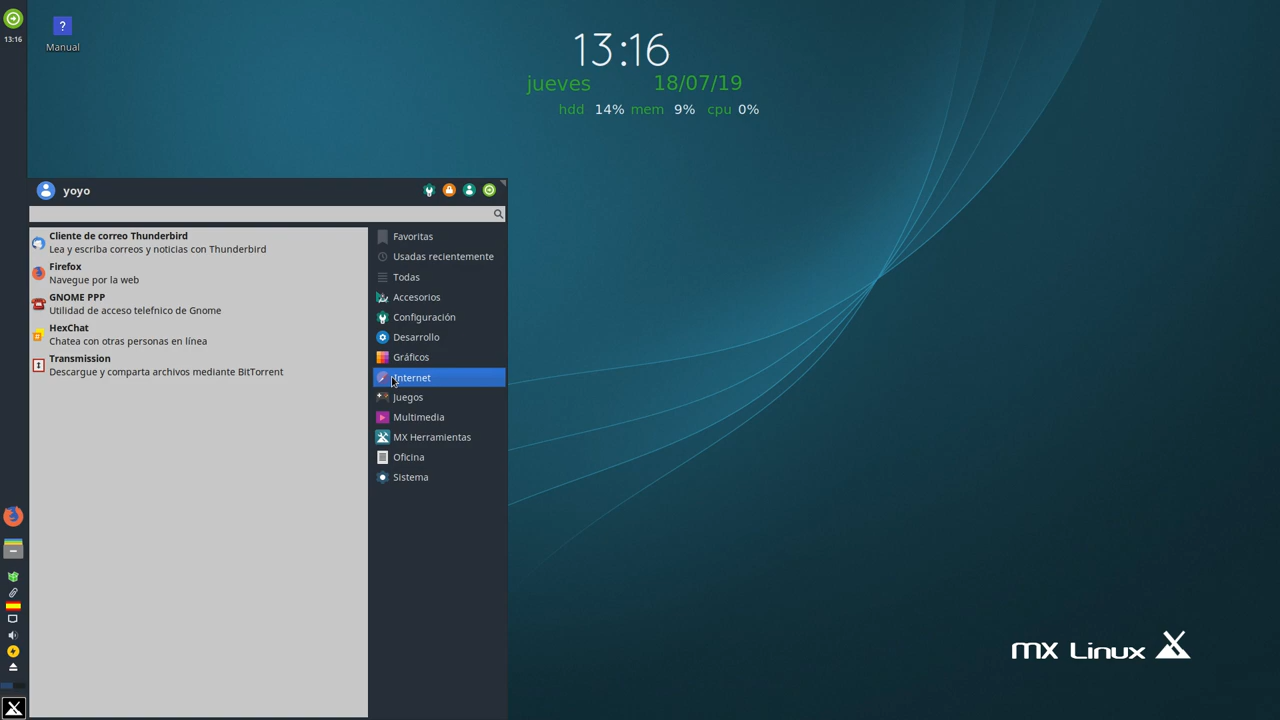 13:16
Manual
13:16
jueves 18/07/19
hdd 14% mem 9% cpu 0%
yoyo
Cliente de correo Thunderbird
Lea y escriba correos y noticias con Thunderbird
Firefox
Navegue por la web
GNOME PPP
Utilidad de acceso telefnico de Gnome
HexChat
Chatea con otras personas en línea
Transmission
Descargue y comparta archivos mediante BitTorrent
Favoritas
Usadas recientemente
Todas
Accesorios
Configuración
Desarrollo
Gráficos
Internet
Juegos
Multimedia
MX Herramientas
Oficina
Sistema
MX Linux